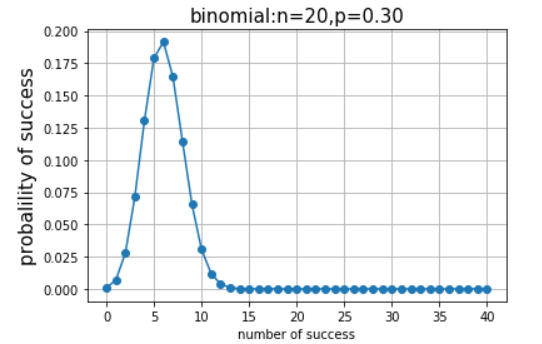 binomial:n=20,p=0.30
probalility of success
0.200
0.175
0.150
0.125
0.100
0.075
0.050
0.025
0.000
0 5 10 15 20 25 30 35 40
number of success